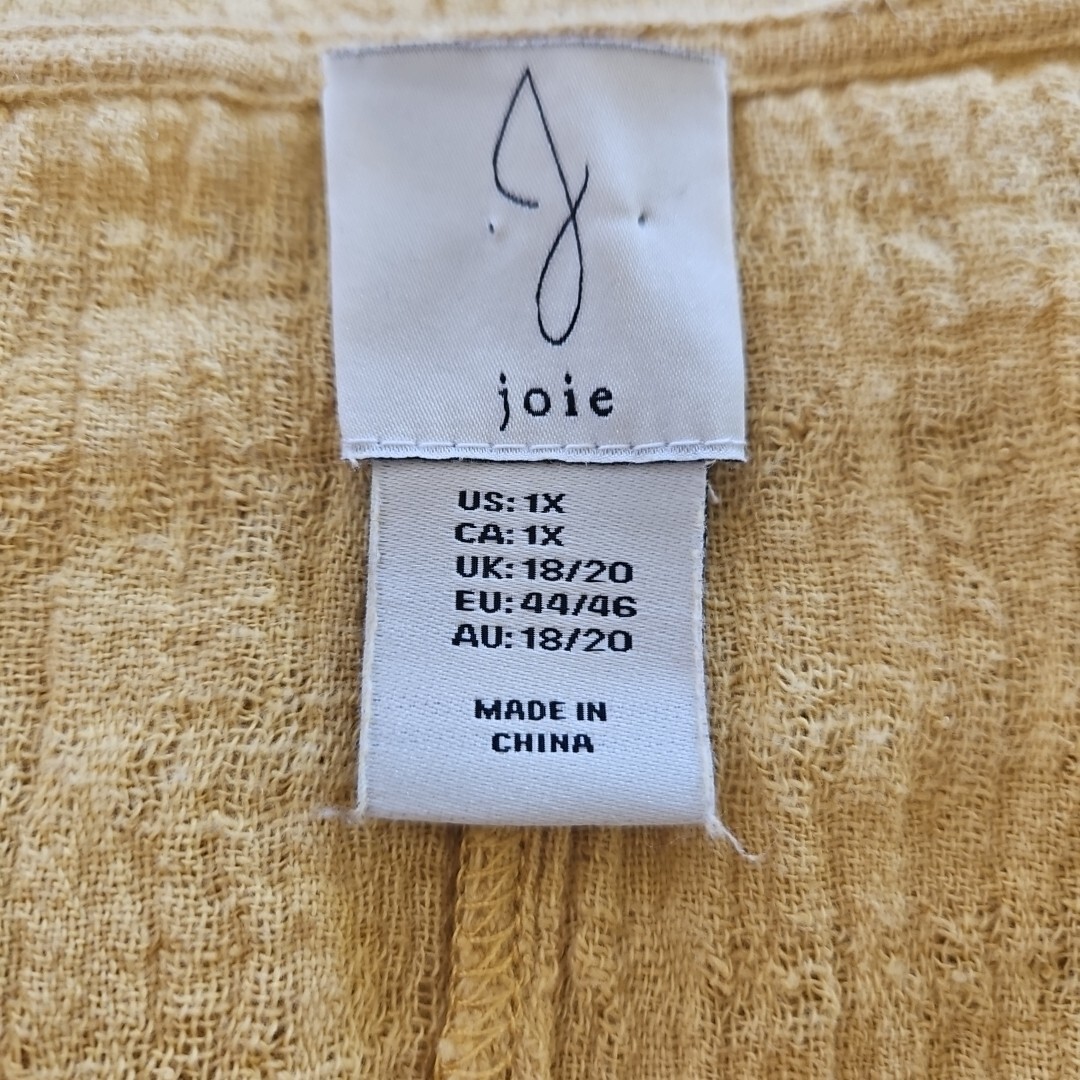 joie
US: 1X
CA: 1X
UK: 18/20
EU: 44/46
AU: 18/20
MADE IN
CHINA